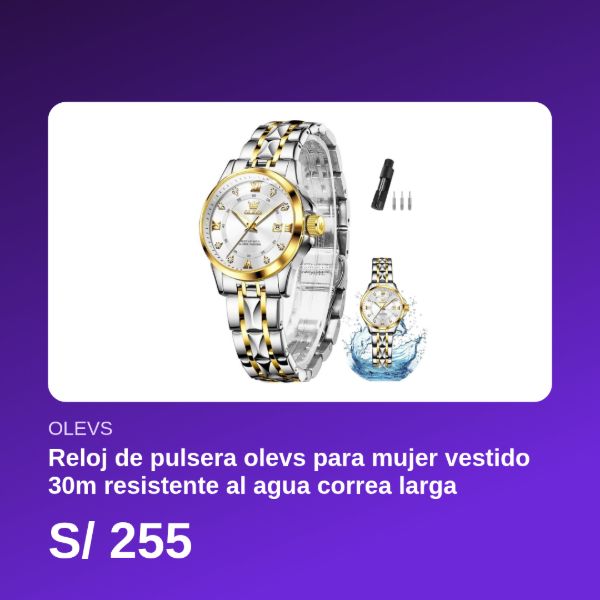 OLEVS
Reloj de pulsera olevs para mujer vestido
30m resistente al agua correa larga
S/ 255